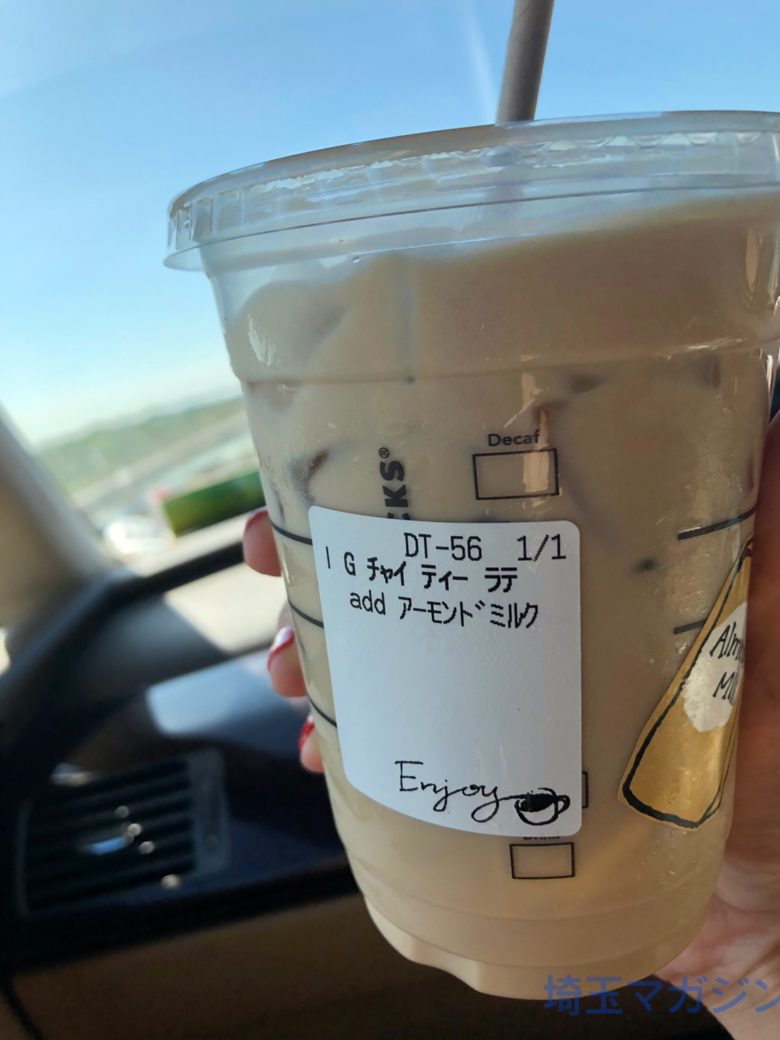 Decaf
CKS®
DT-56 1/1
I G チャイ ティー ラテ
add アーモンドミルク
Enjoy
埼玉マガジン